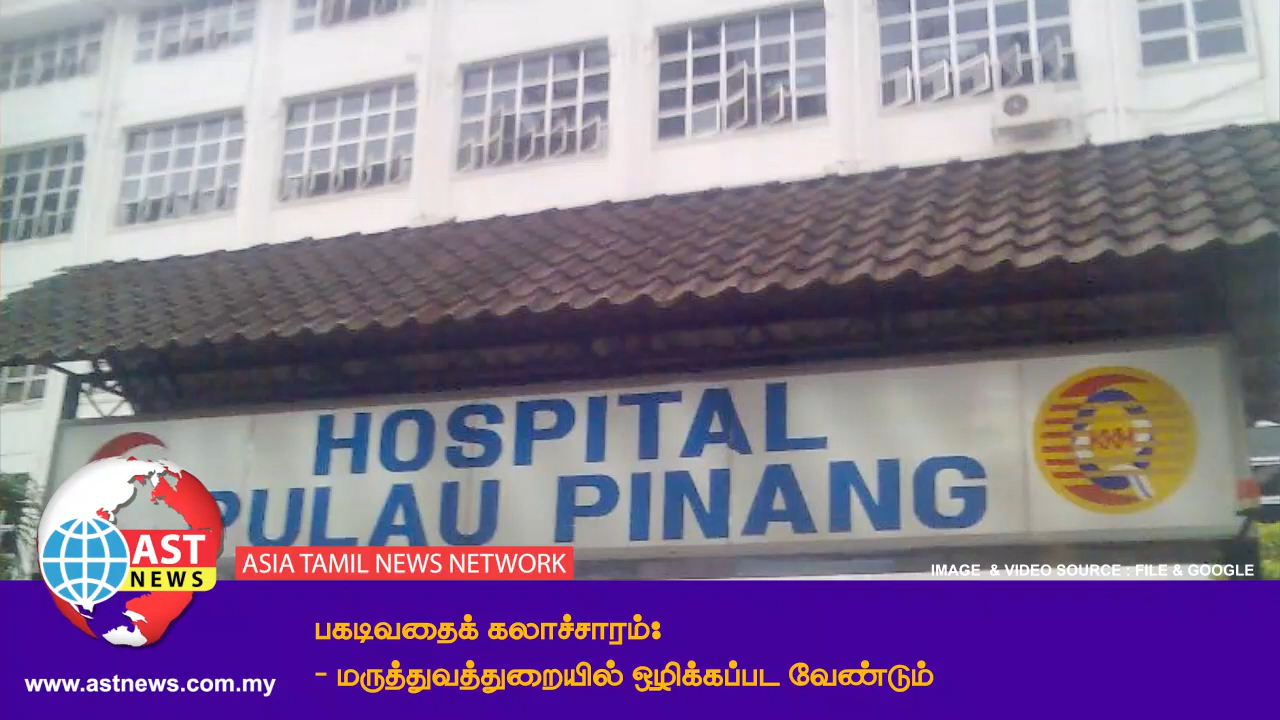 HOSPITAL
PULAU PINANG
KKM
Q
AST
NEWS
ASIA TAMIL NEWS NETWORK
IMAGE & VIDEO SOURCE : FILE & GOOGLE
பகடிவதைக் கலாச்சாரம்:
- மருத்துவத்துறையில் ஒழிக்கப்பட வேண்டும்
www.astnews.com.my